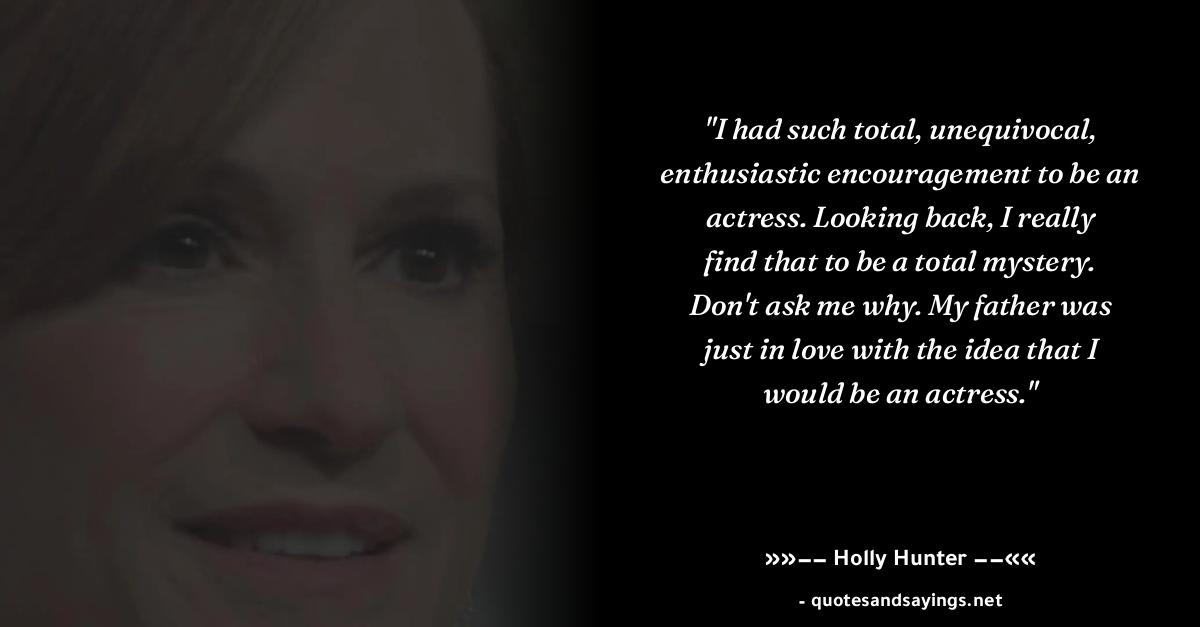 "I had such total, unequivocal,
enthusiastic encouragement to be an
actress. Looking back, I really
find that to be a total mystery.
Don't ask me why. My father was
just in love with the idea that I
would be an actress."
»»−− Holly Hunter −−««
- quotesandsayings.net